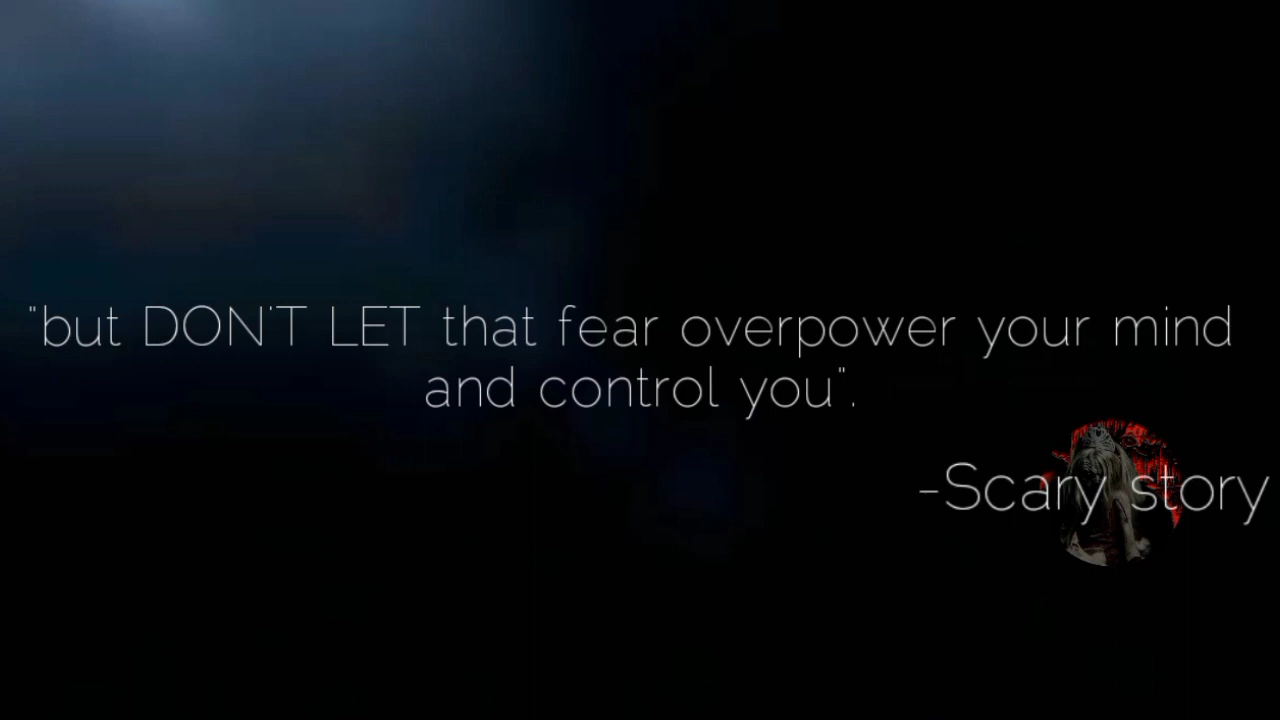 "but DON'T LET that fear overpower your mind
and control you".
-Scary story